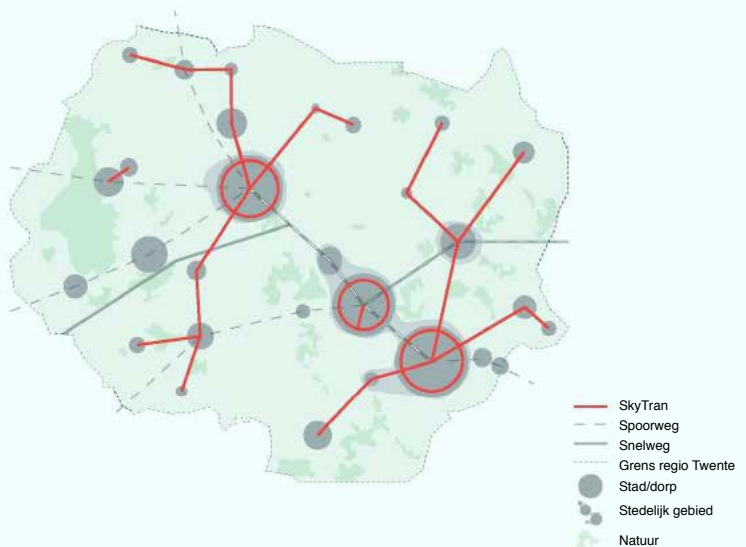 SkyTran
Spoorweg
Snelweg
Grens regio Twente
Stad/dorp
Stedelijk gebied
Natuur